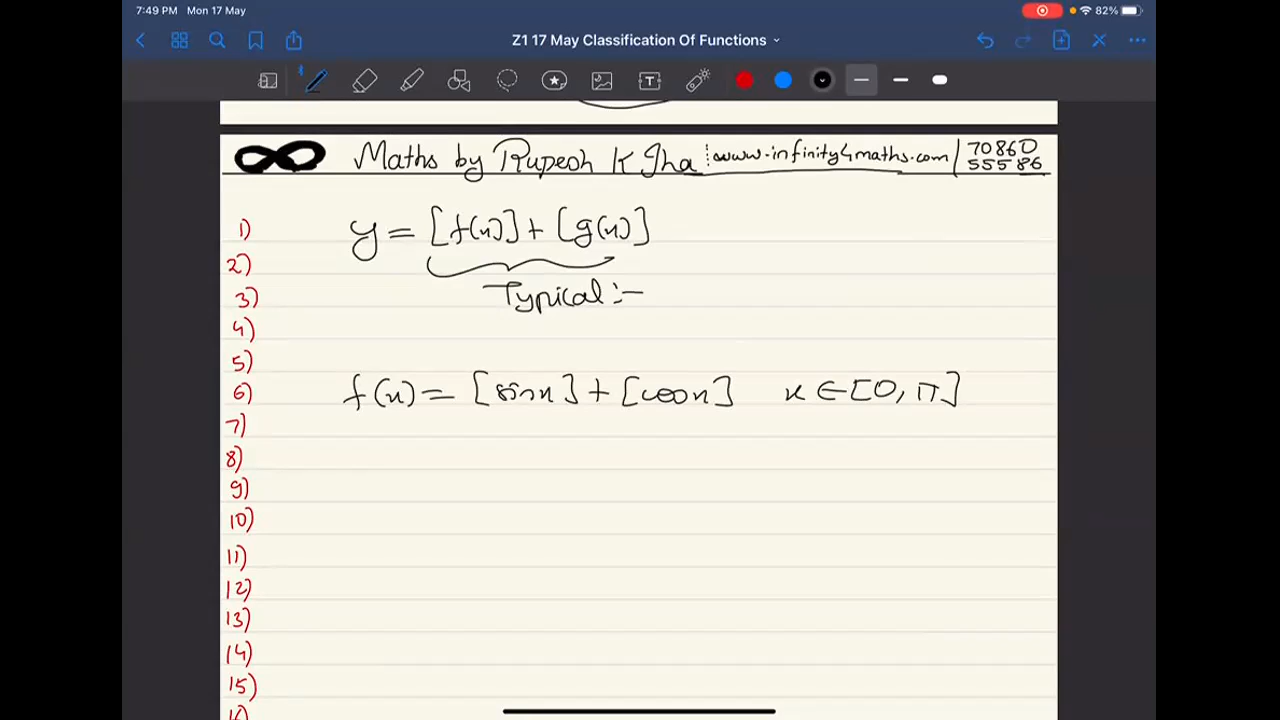 7:49 PM Mon 17 May
82%
Z1 17 May Classification Of Functions
Maths by Rupesh K Jha www.infinity4maths.com 70860 55586
1) y = [f(x)] + [g(x)]
2)
3) Typical :-
4)
5)
6) f(x) = [sinx] + [cosx] x ∈ [0, π]
7)
8)
9)
10)
11)
12)
13)
14)
15)